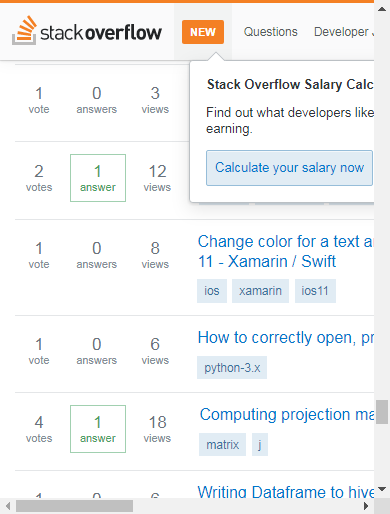 stackoverflow NEW Questions Developer J
1 0 3
vote answers views
Stack Overflow Salary Calc
Find out what developers like
earning.
Calculate your salary now
2 1 12
votes answer views
1 0 8
vote answers views
Change color for a text a
11 - Xamarin / Swift
ios xamarin ios11
1 0 6
vote answers views
How to correctly open, pr
python-3.x
4 1 18
votes answer views
Computing projection ma
matrix j
1 0 6
Writing Dataframe to hive